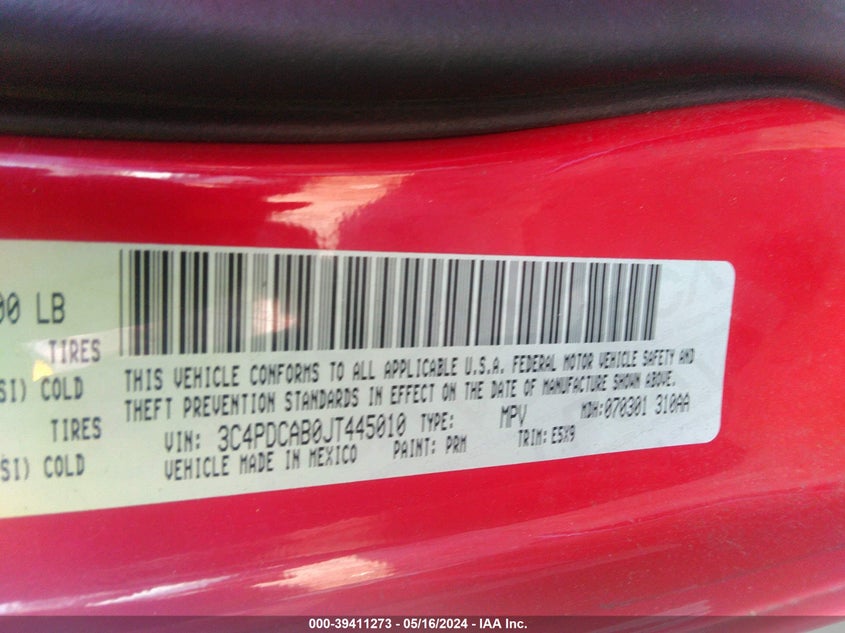 00 LB
TIRES
SI) COLD
TIRES
SI) COLD
THIS VEHICLE CONFORMS TO ALL APPLICABLE U.S.A. FEDERAL MOTOR VEHICLE SAFETY AND
THEFT PREVENTION STANDARDS IN EFFECT ON THE DATE OF MANUFACTURE SHOWN ABOVE.
VIN: 3C4PDCAB0JT445010 TYPE: MPV MDH:070301 310AA
VEHICLE MADE IN MEXICO PAINT: PRM TRIM: E5X9
000-39411273 - 05/16/2024 - IAA Inc.